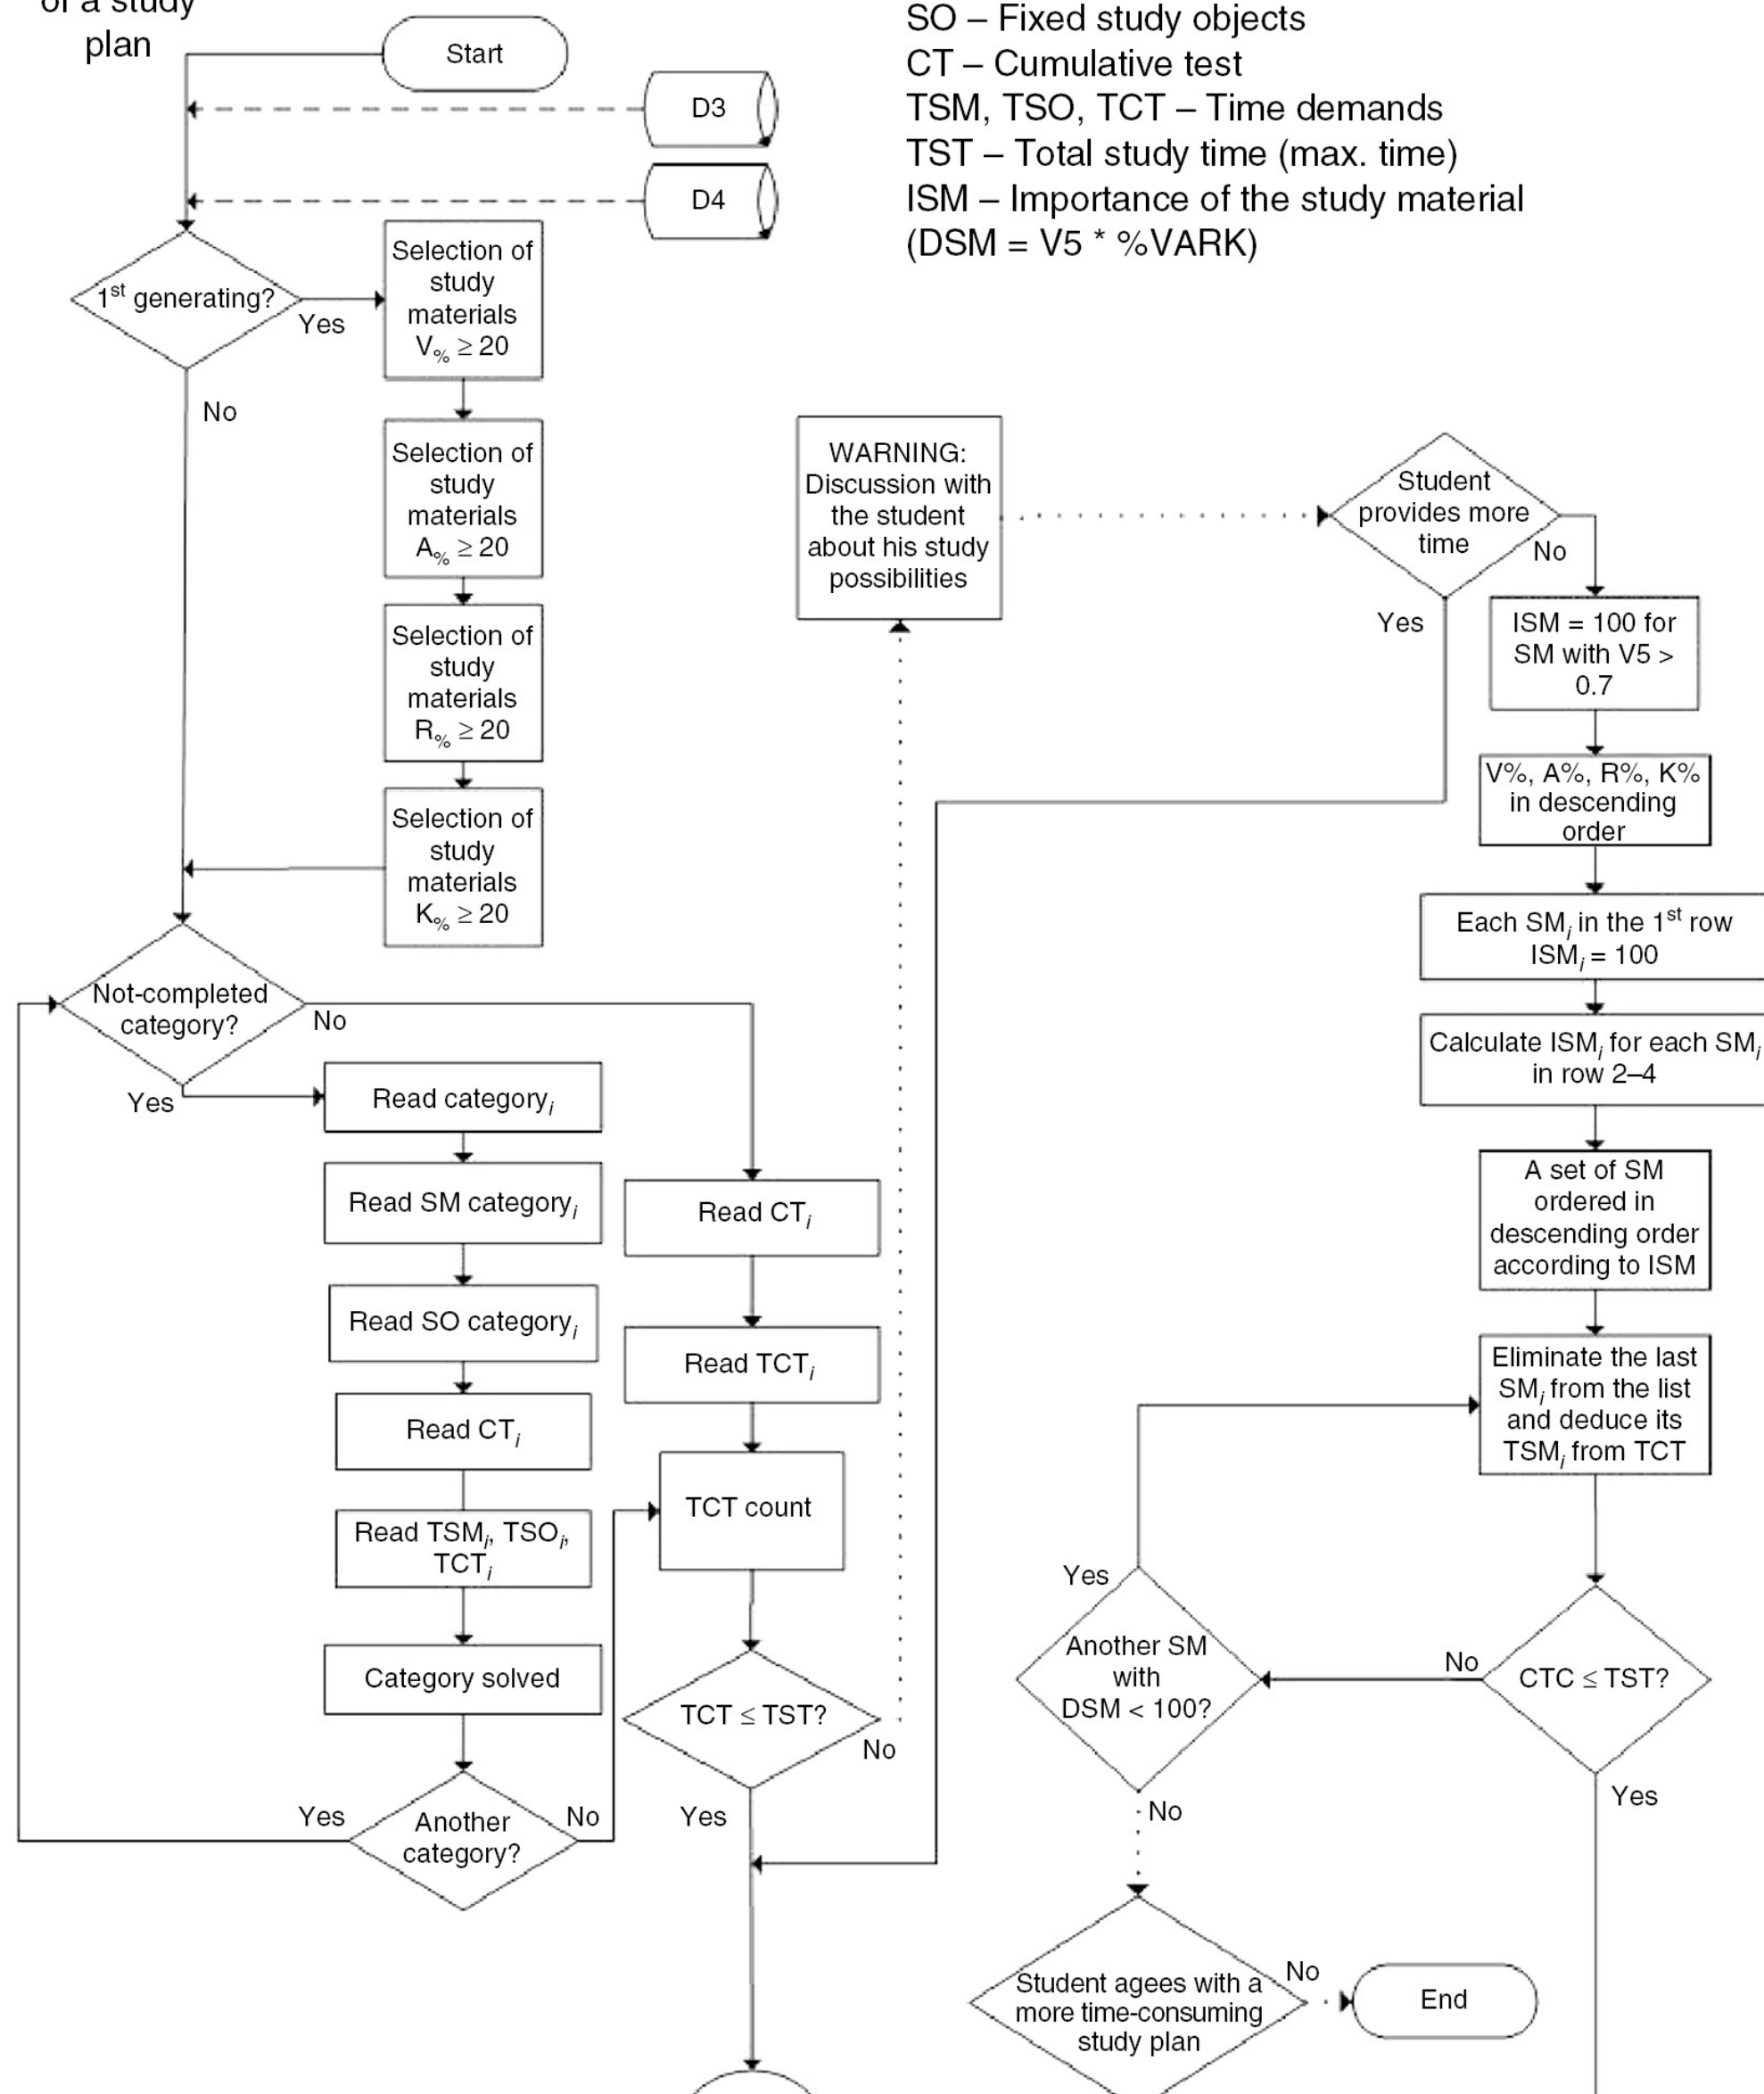 of a study
plan
SO – Fixed study objects
CT – Cumulative test
TSM, TSO, TCT – Time demands
TST – Total study time (max. time)
ISM – Importance of the study material
(DSM = V5 * %VARK)
Start
D3
D4
1st generating?
Yes
No
Selection of
study
materials
V% ≥ 20
Selection of
study
materials
A% ≥ 20
Selection of
study
materials
R% ≥ 20
Selection of
study
materials
K% ≥ 20
Not-completed
category?
No
Yes
Read categoryi
Read SM categoryi
Read SO categoryi
Read CTi
Read TSMi, TSOi,
TCTi
Category solved
Another
category?
Yes
No
Read CTi
Read TCTi
TCT count
TCT ≤ TST?
No
Yes
WARNING:
Discussion with
the student
about his study
possibilities
Student
provides more
time
No
Yes
ISM = 100 for
SM with V5 >
0.7
V%, A%, R%, K%
in descending
order
Each SMi in the 1st row
ISMi = 100
Calculate ISMi for each SMi
in row 2–4
A set of SM
ordered in
descending order
according to ISM
Eliminate the last
SMi from the list
and deduce its
TSMi from TCT
CTC ≤ TST?
No
Yes
Another SM
with
DSM < 100?
Yes
No
Student agees with a
more time-consuming
study plan
No
End